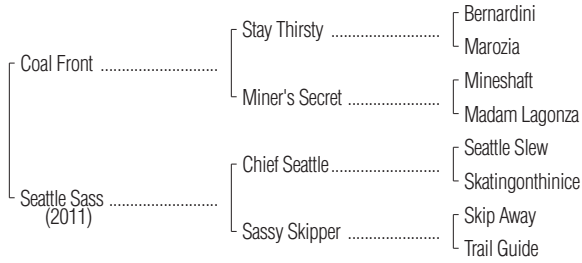 Bernardini
Stay Thirsty ........................
Marozia
Coal Front ..........................
Mineshaft
Miner's Secret ....................
Madam Lagonza
Seattle Slew
Chief Seattle........................
Skatingonthinice
Seattle Sass ........................
(2011)
Skip Away
Sassy Skipper ....................
Trail Guide